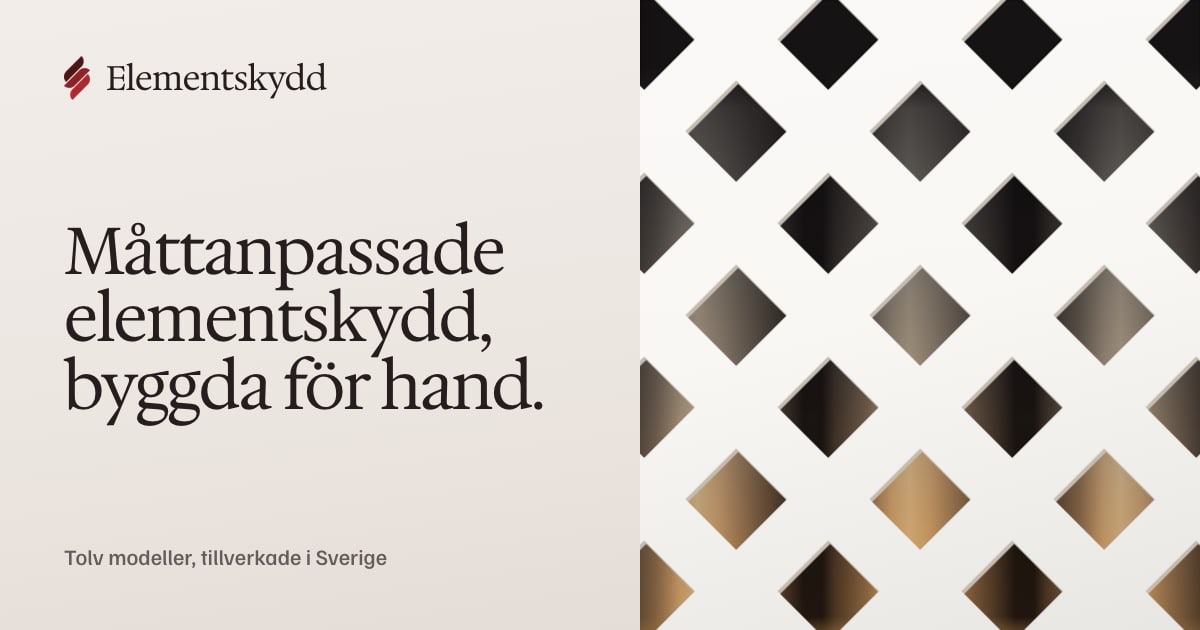 Elementskydd
Måttanpassade
elementskydd,
byggda för hand.
Tolv modeller, tillverkade i Sverige